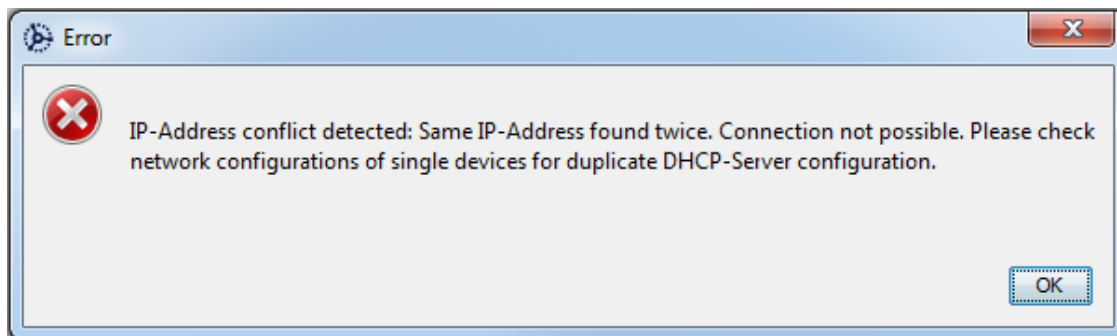 Error
IP-Address conflict detected: Same IP-Address found twice. Connection not possible. Please check
network configurations of single devices for duplicate DHCP-Server configuration.
OK